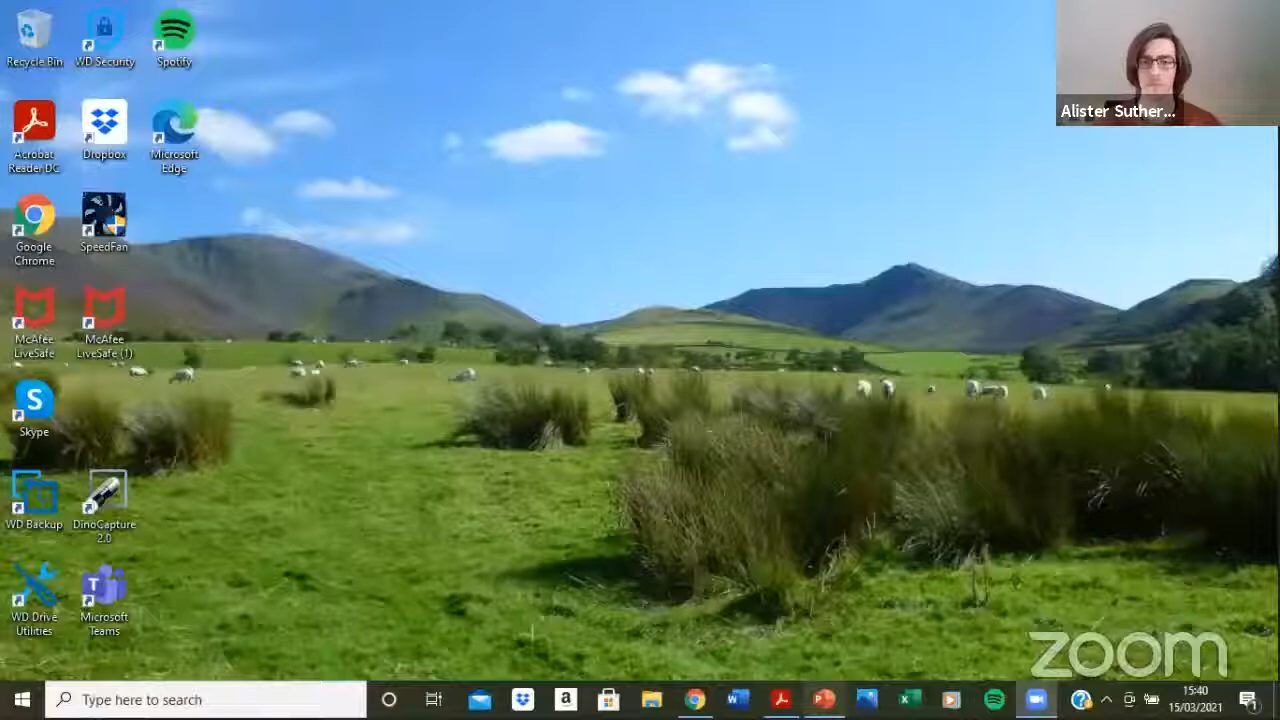 Recycle Bin
WD Security
Spotify
Alister Suther...
Acrobat
Reader DC
Dropbox
Microsoft
Edge
Google
Chrome
SpeedFan
McAfee
LiveSafe
McAfee
LiveSafe (1)
Skype
WD Backup
DinoCapture
2.0
WD Drive
Utilities
Microsoft
Teams
zoom
Type here to search
15:40
15/03/2021